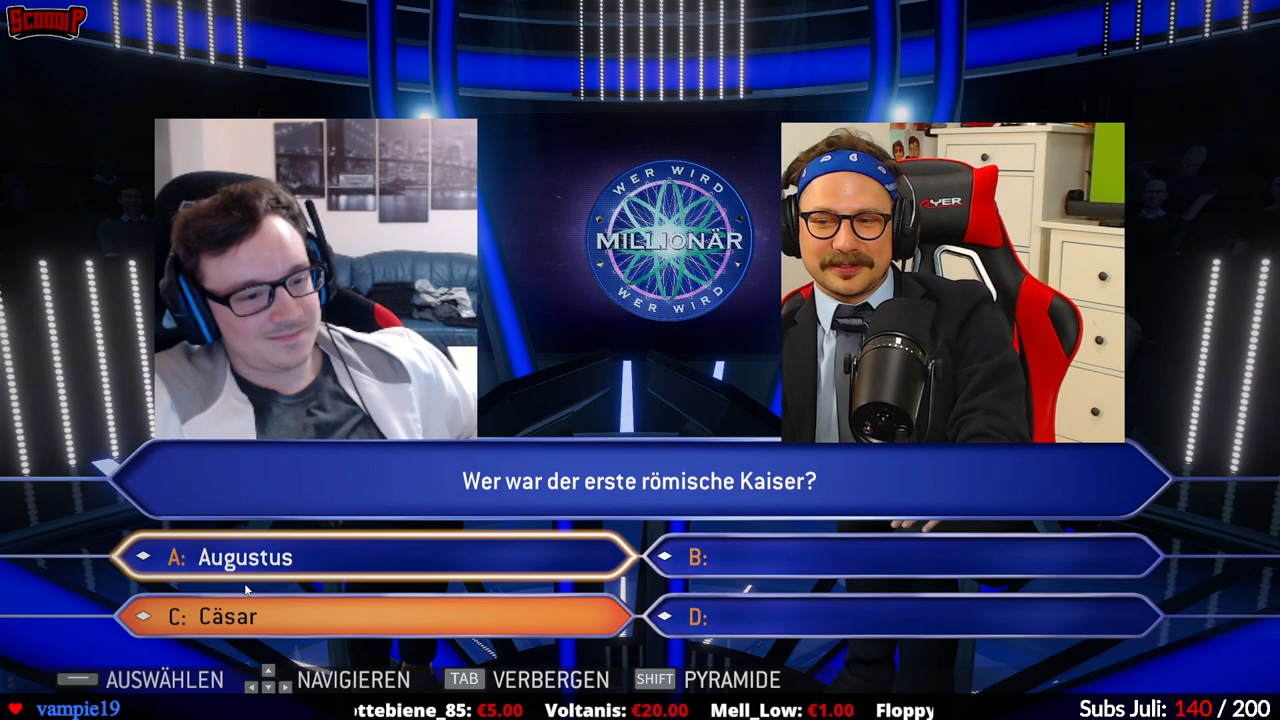 SCOOOIP
WER WIRD
MILLIONÄR
WER WIRD
AYER
Wer war der erste römische Kaiser?
A: Augustus
B:
C: Cäsar
D:
AUSWÄHLEN
NAVIGIEREN
TAB VERBERGEN
SHIFT PYRAMIDE
vampie19
ttebiene_85: €5.00 Voltanis: €20.00 Mell_Low: €1.00 Floppy
Subs Juli: 140 / 200